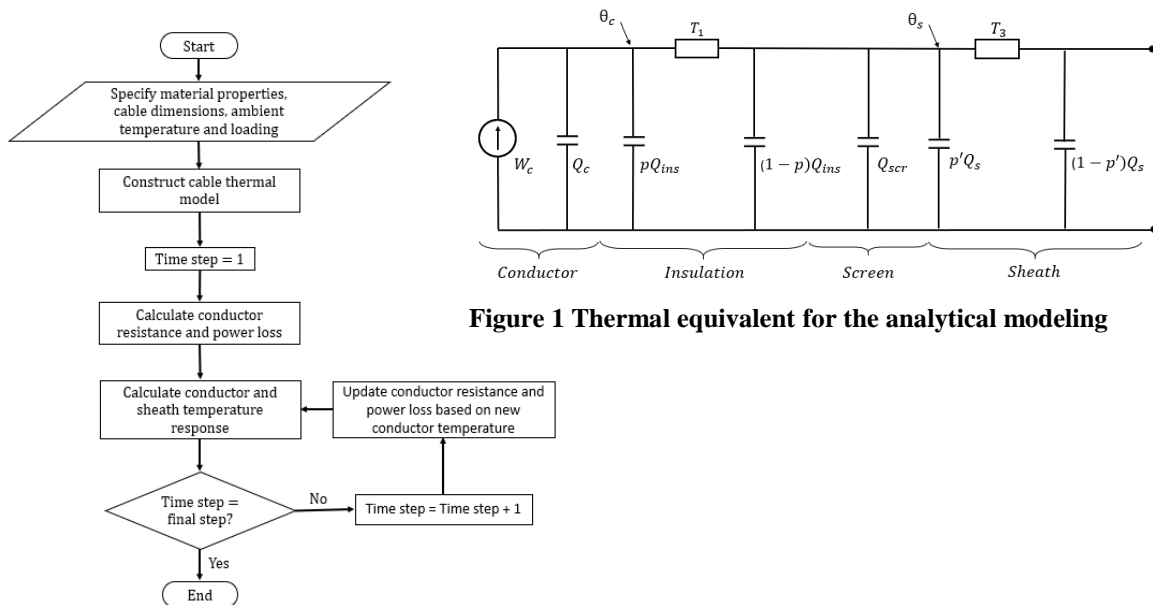 Start
Specify material properties,
cable dimensions, ambient
temperature and loading
Construct cable thermal
model
Time step = 1
Calculate conductor
resistance and power loss
Calculate conductor and
sheath temperature
response
Update conductor resistance and
power loss based on new
conductor temperature
Time step =
final step?
No
Time step = Time step + 1
Yes
End
θc
T1
θs
T3
Wc
Qc
pQins
(1 − p)Qins
Qscr
p′Qs
(1 − p′)Qs
Conductor
Insulation
Screen
Sheath
Figure 1 Thermal equivalent for the analytical modeling